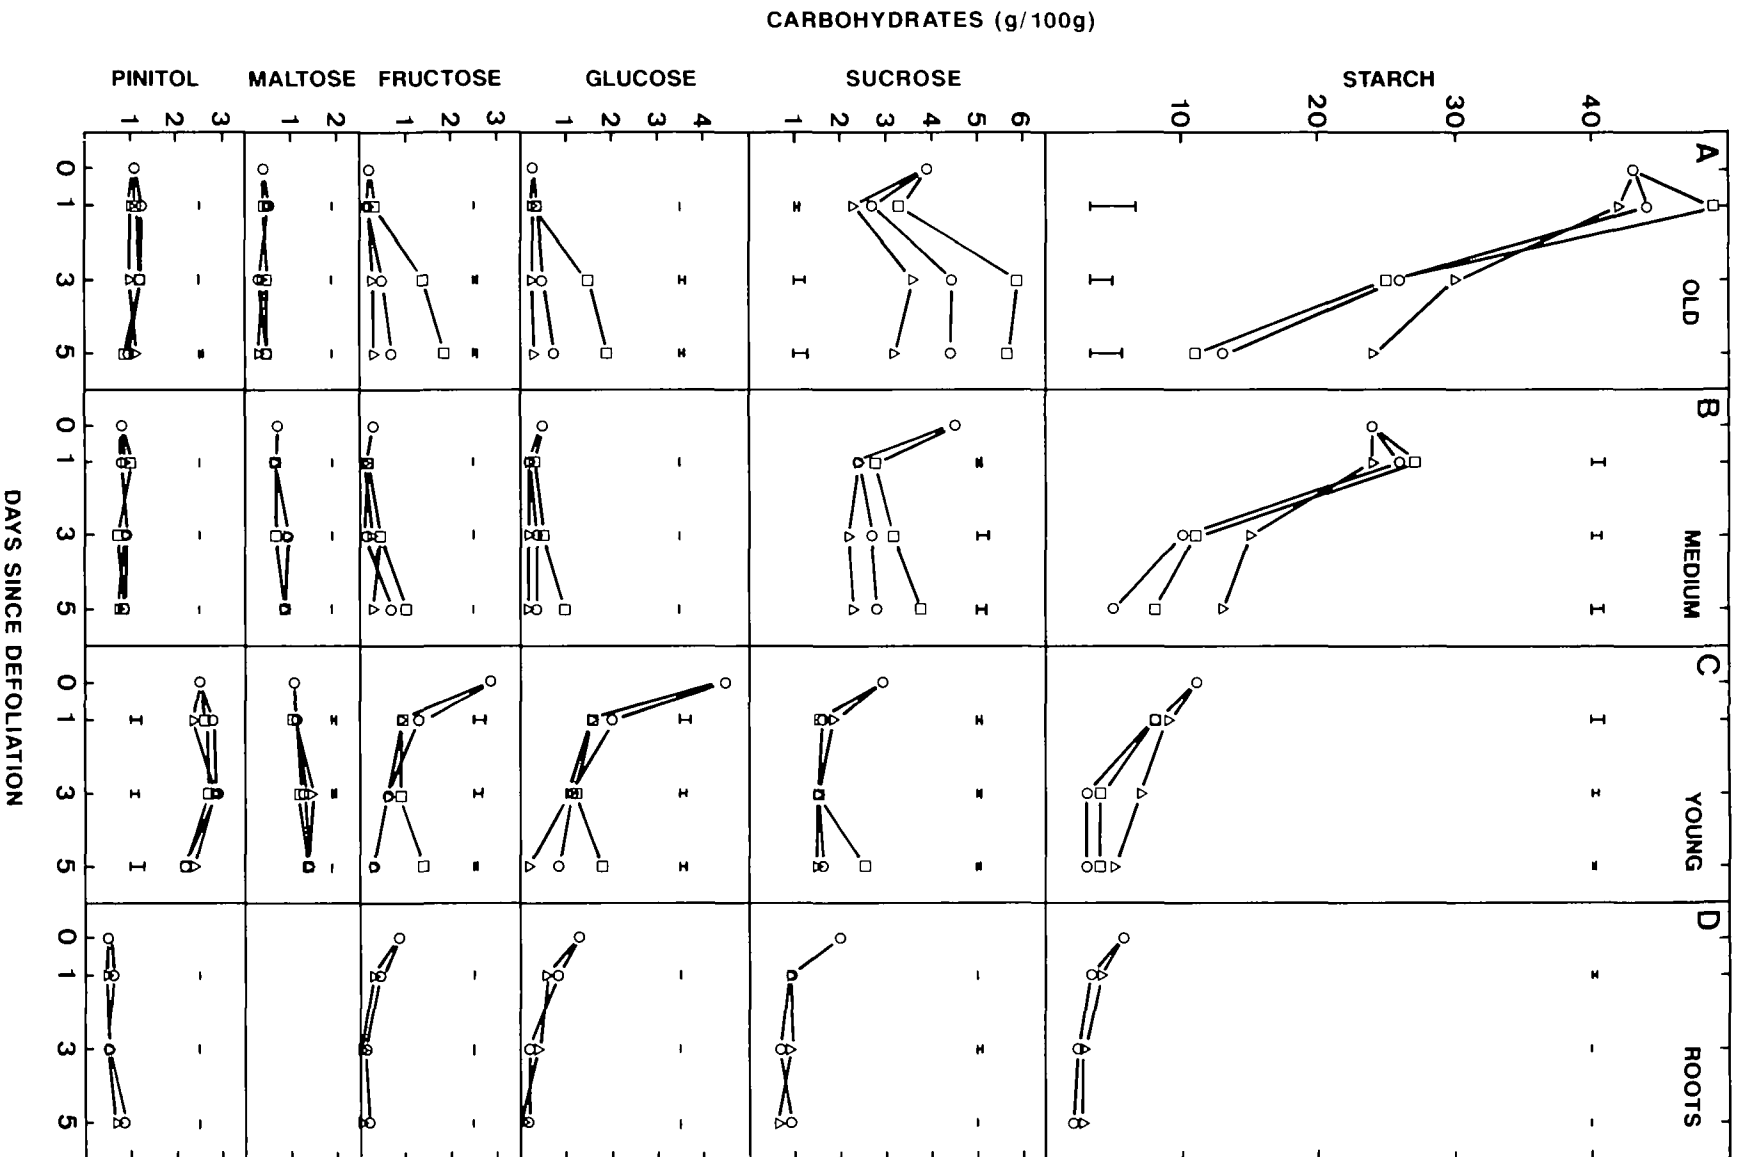 CARBOHYDRATES (g/100g)
PINITOL MALTOSE FRUCTOSE GLUCOSE SUCROSE STARCH
1 2 3 1 2 1 2 3 1 2 3 4 1 2 3 4 5 6 10 20 30 40
A
OLD
0
1
3
5
B
MEDIUM
0
1
3
5
C
YOUNG
0
1
3
5
D
ROOTS
0
1
3
5
DAYS SINCE DEFOLIATION